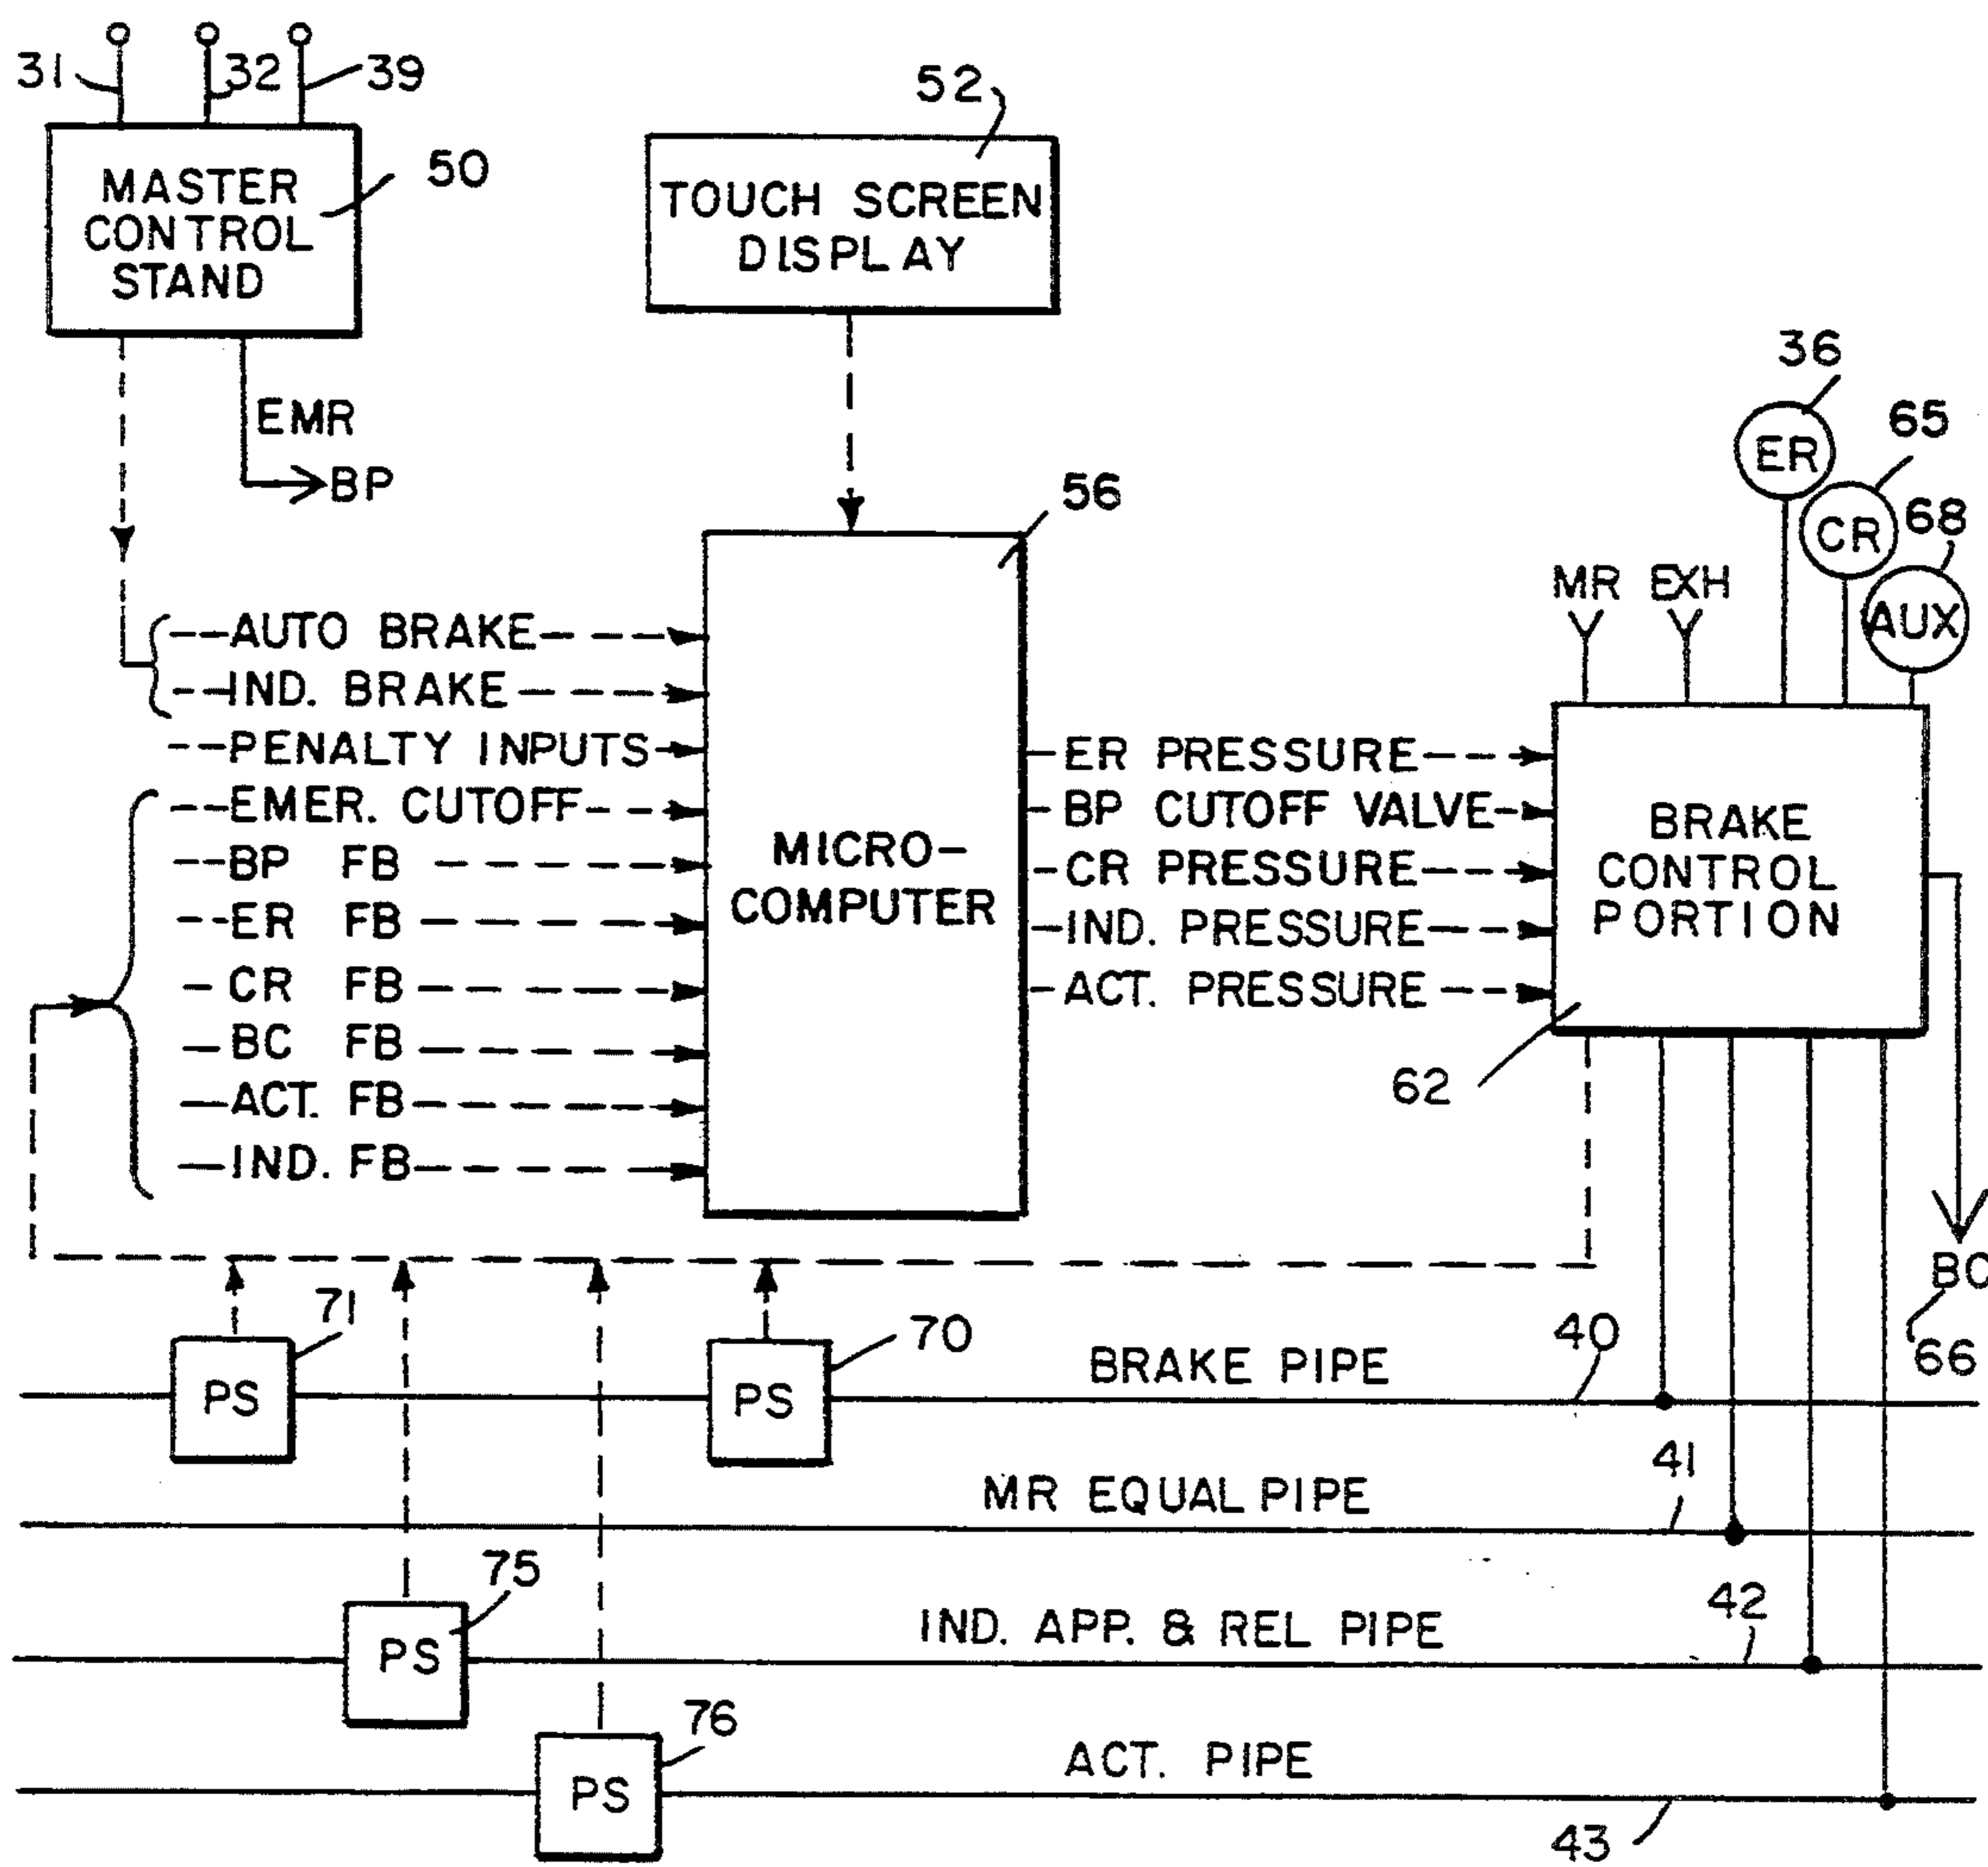 31
32
39
MASTER
CONTROL
STAND
50
52
TOUCH SCREEN
DISPLAY
EMR
BP
56
36
ER
65
CR
68
AUX
MR EXH
AUTO BRAKE
IND. BRAKE
PENALTY INPUTS
EMER. CUTOFF
BP FB
ER FB
CR FB
BC FB
ACT. FB
IND. FB
MICRO-
COMPUTER
ER PRESSURE
BP CUTOFF VALVE
CR PRESSURE
IND. PRESSURE
ACT. PRESSURE
BRAKE
CONTROL
PORTION
62
BC
66
71
PS
70
PS
BRAKE PIPE
40
MR EQUAL PIPE
41
75
PS
IND. APP. & REL PIPE
42
76
PS
ACT. PIPE
43